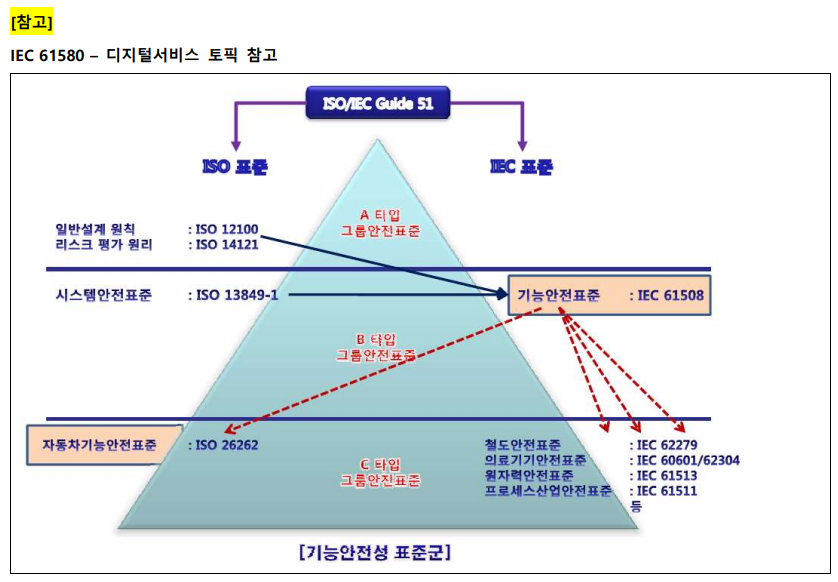 [참고]
IEC 61580 – 디지털서비스 토픽 참고
ISO/IEC Guide 51
ISO 표준
IEC 표준
A 타입
그룹안전표준
일반설계 원칙 : ISO 12100
리스크 평가 원리 : ISO 14121
시스템안전표준 : ISO 13849-1
기능안전표준 : IEC 61508
B 타입
그룹안전표준
자동차기능안전표준 : ISO 26262
C 타입
그룹안전표준
철도안전표준 : IEC 62279
의료기기안전표준 : IEC 60601/62304
원자력안전표준 : IEC 61513
프로세스산업안전표준 : IEC 61511
등
[기능안전성 표준군]